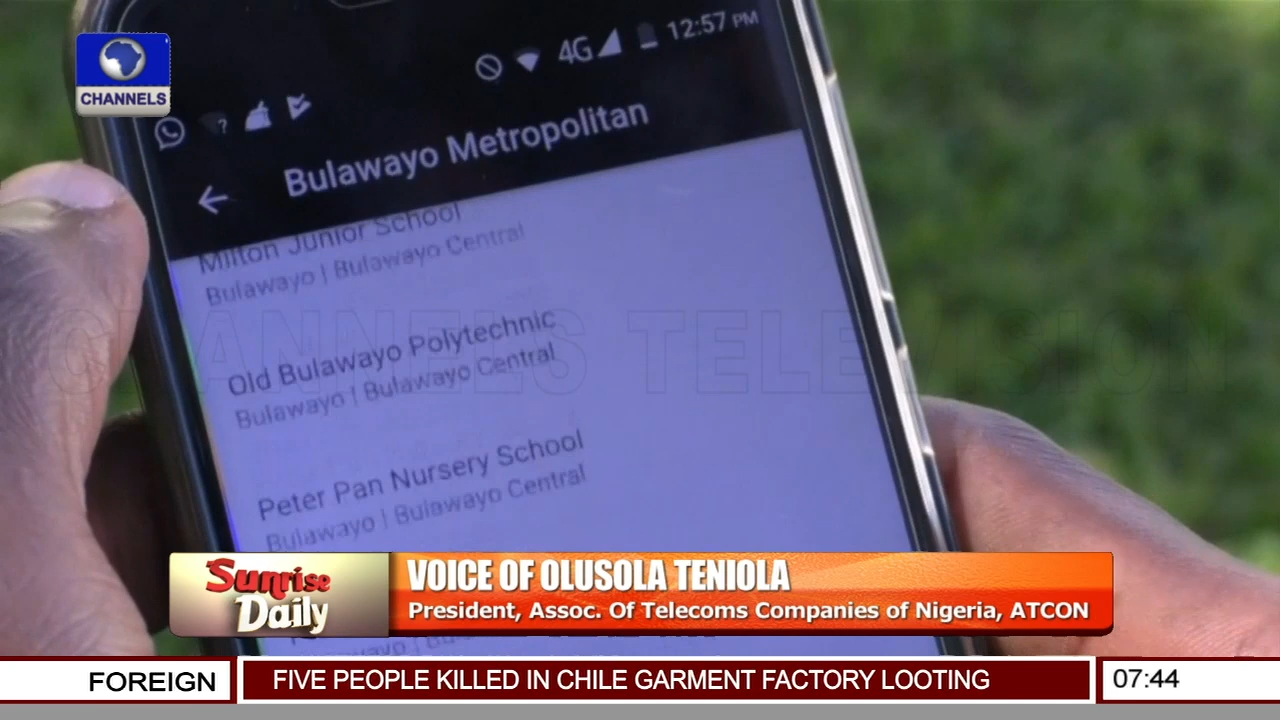 CHANNELS
4G
12:57 PM
?
Bulawayo Metropolitan
Milton Junior School
Bulawayo | Bulawayo Central
Old Bulawayo Polytechnic
Bulawayo | Bulawayo Central
Peter Pan Nursery School
Bulawayo | Bulawayo Central
CHANNELS TELEVISION
Sunrise
Daily
VOICE OF OLUSOLA TENIOLA
President, Assoc. Of Telecoms Companies of Nigeria, ATCON
FOREIGN
FIVE PEOPLE KILLED IN CHILE GARMENT FACTORY LOOTING
07:44